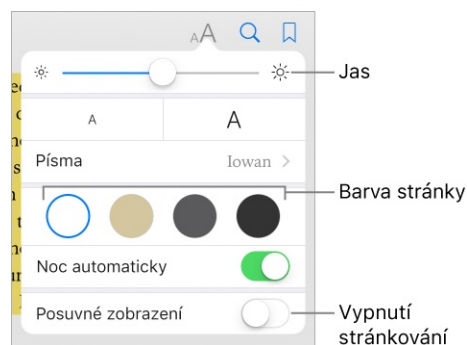 AA
Jas
A A
Písma Iowan >
Barva stránky
Noc automaticky
Posuvné zobrazení
Vypnutí
stránkování